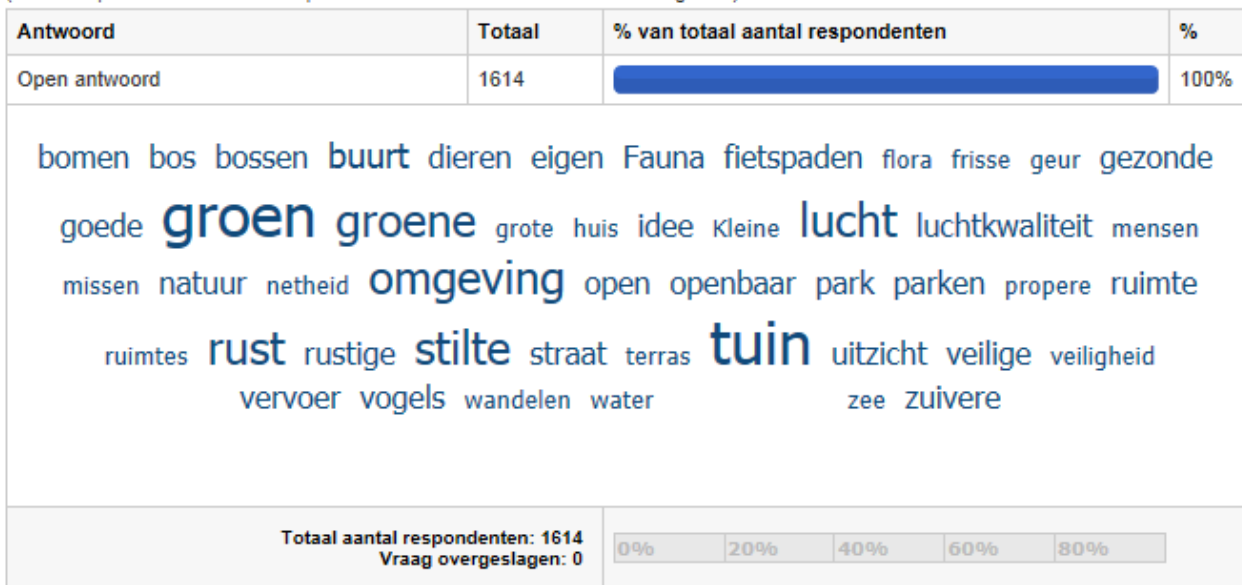 Antwoord Totaal % van totaal aantal respondenten %
Open antwoord 1614 100%
bomen bos bossen buurt dieren eigen Fauna fietspaden flora frisse geur gezonde
goede groen groene grote huis idee Kleine lucht luchtkwaliteit mensen
missen natuur netheid omgeving open openbaar park parken propere ruimte
ruimtes rust rustige stilte straat terras tuin uitzicht veilige veiligheid
vervoer vogels wandelen water zee zuivere
Totaal aantal respondenten: 1614
Vraag overgeslagen: 0
0% 20% 40% 60% 80%